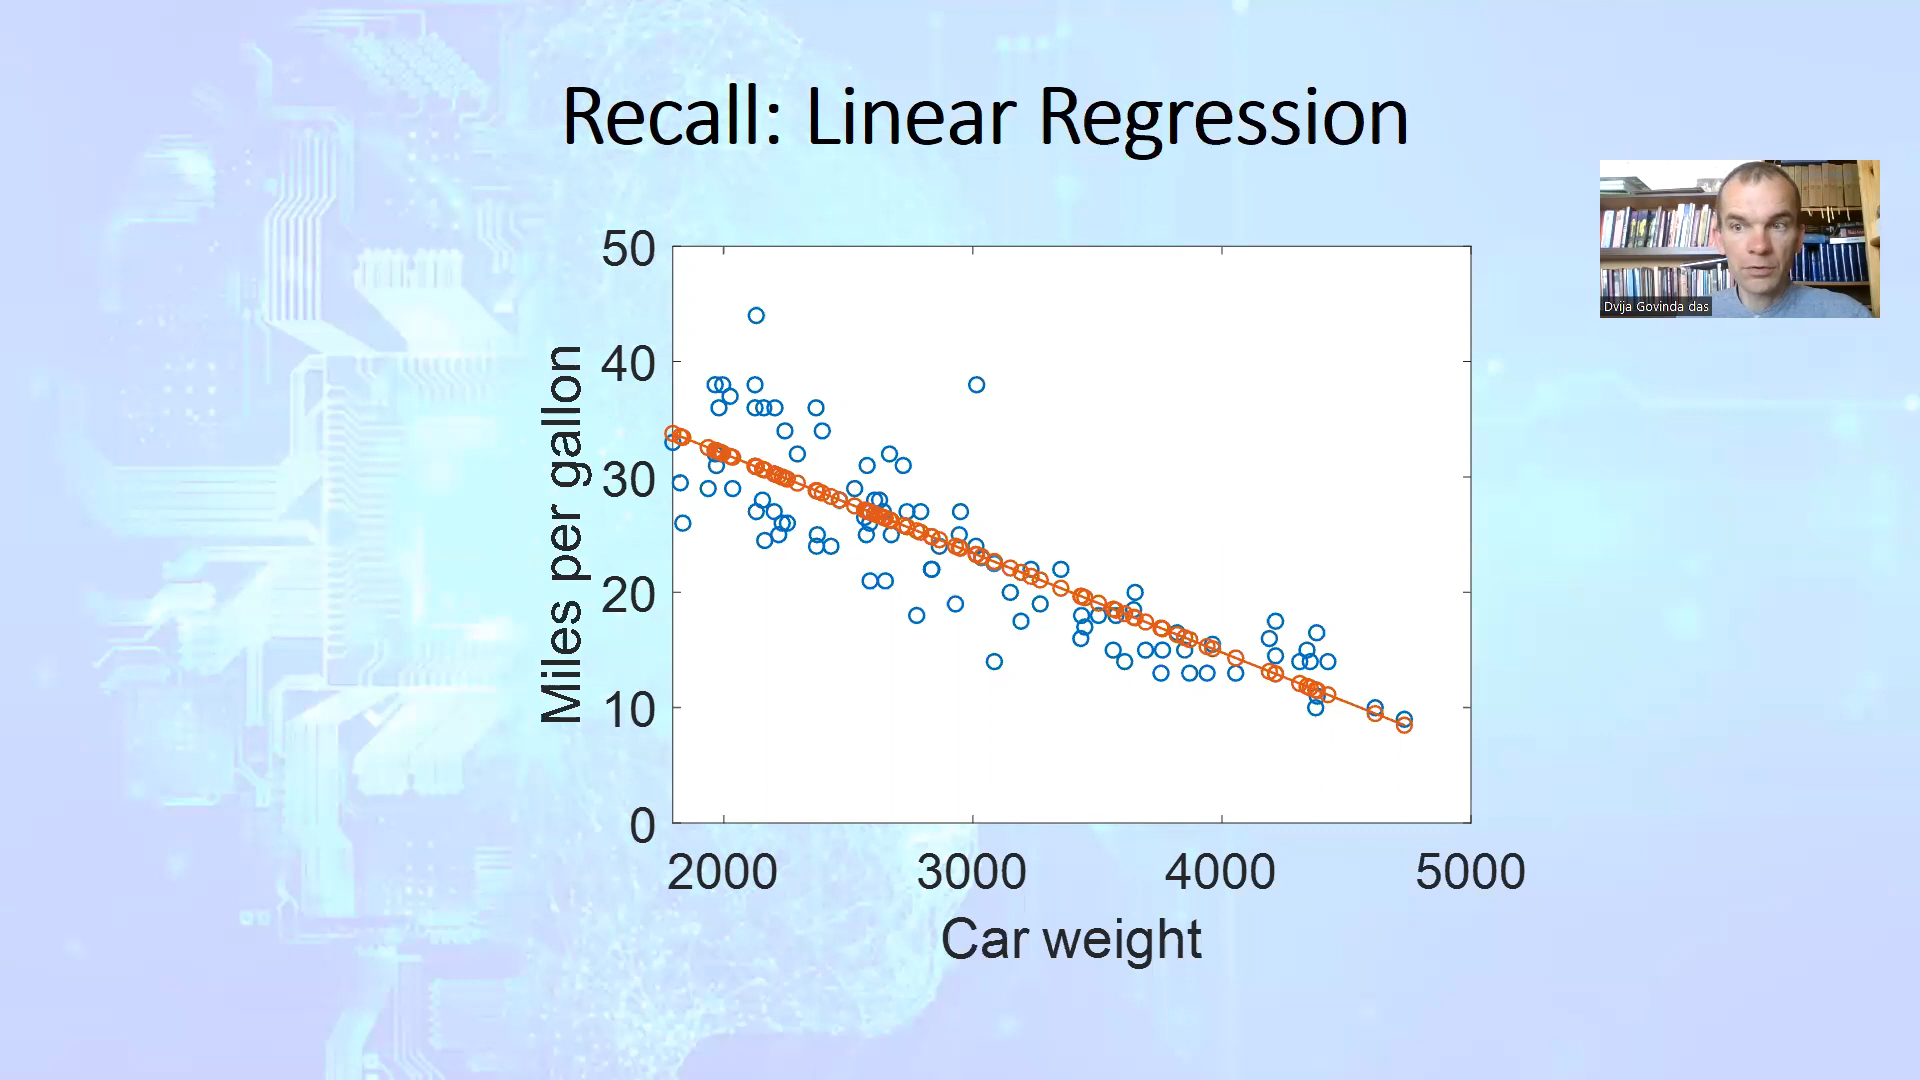 Recall: Linear Regression
Dvija Govinda das
50
40
30
20
10
0
Miles per gallon
2000 3000 4000 5000
Car weight